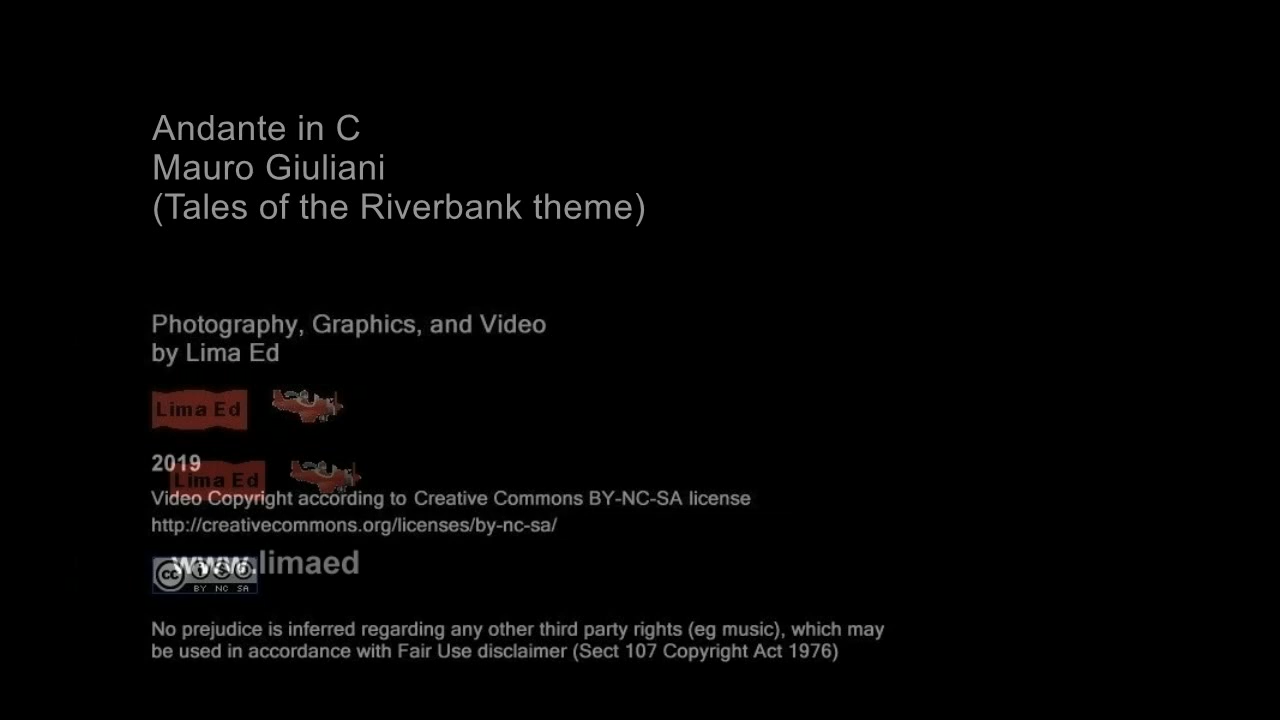 Andante in C
Mauro Giuliani
(Tales of the Riverbank theme)
Photography, Graphics, and Video
by Lima Ed
Lima Ed
2019
Lima Ed
Video Copyright according to Creative Commons BY-NC-SA license
http://creativecommons.org/licenses/by-nc-sa/
www.limaed
cc
BY NC SA
No prejudice is inferred regarding any other third party rights (eg music), which may
be used in accordance with Fair Use disclaimer (Sect 107 Copyright Act 1976)